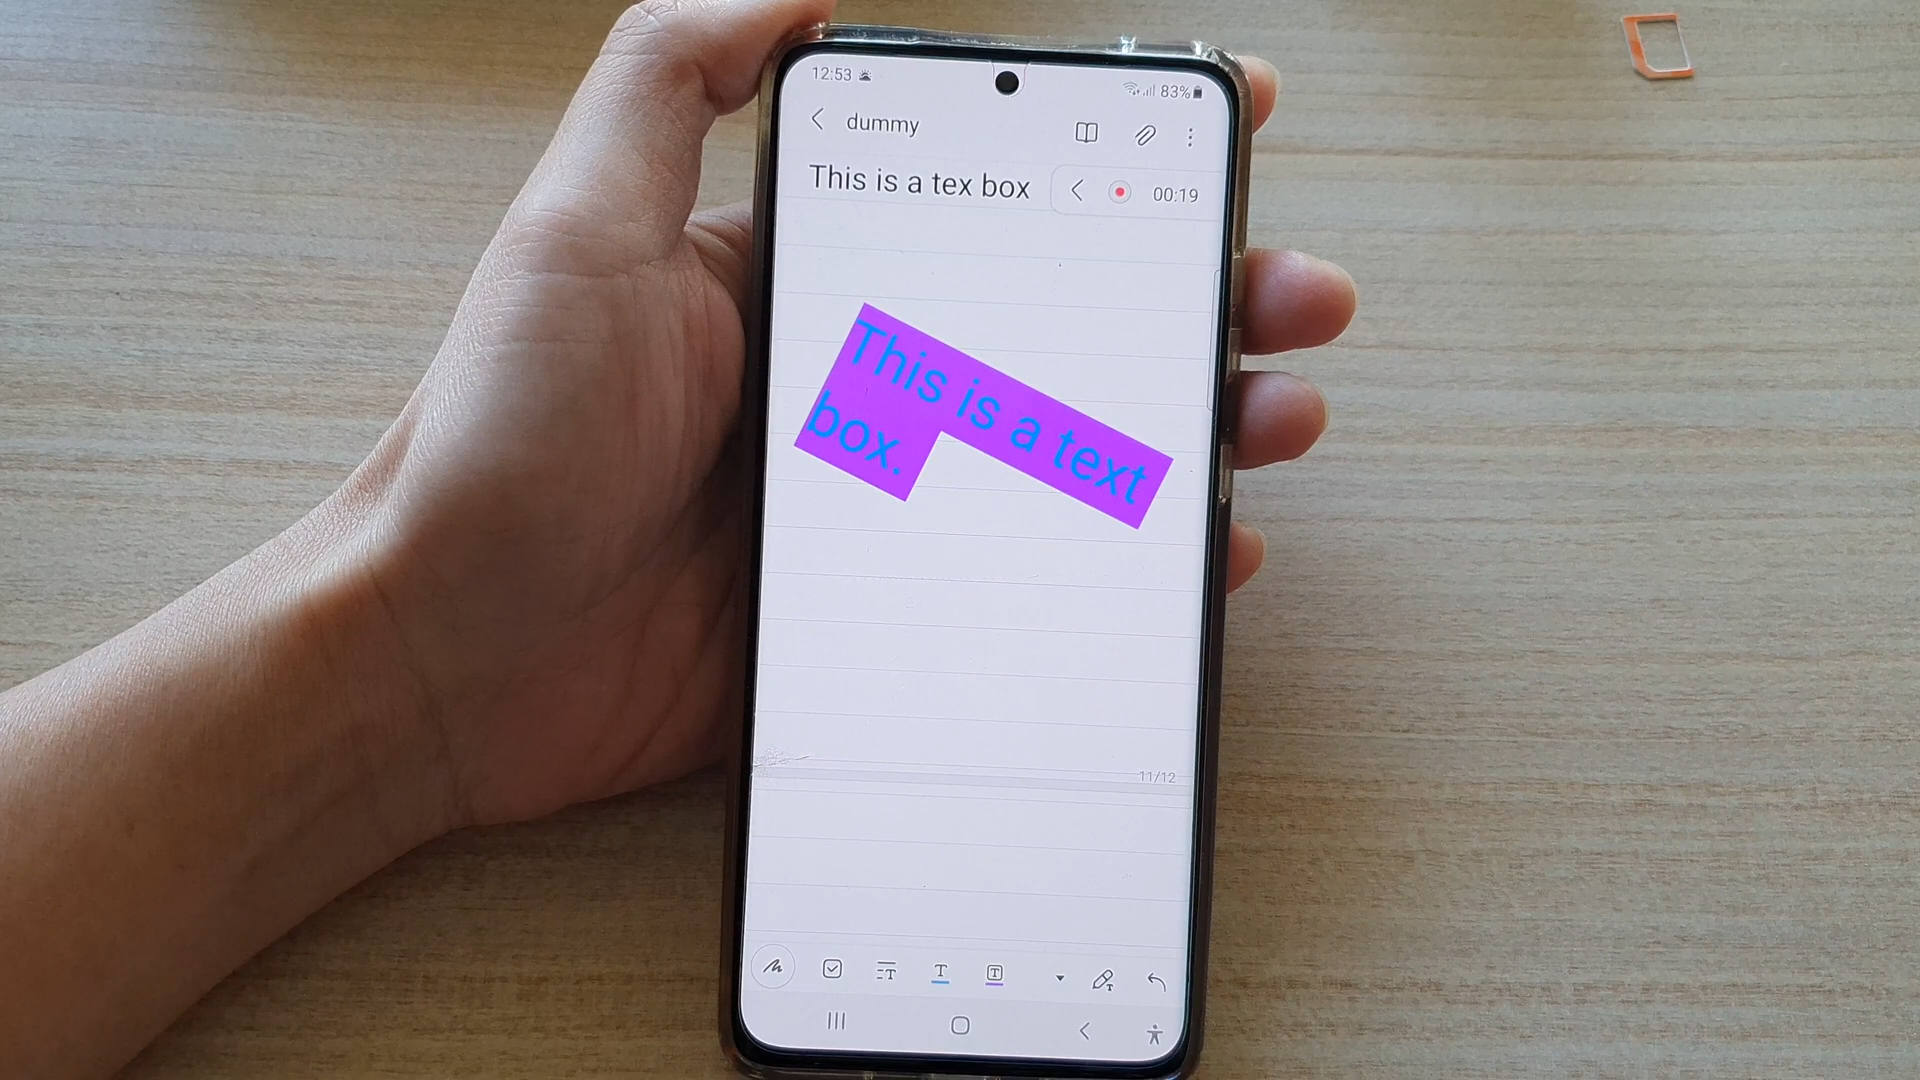 12:53
83%
dummy
This is a tex box
00:19
This is a text
box.
11/12